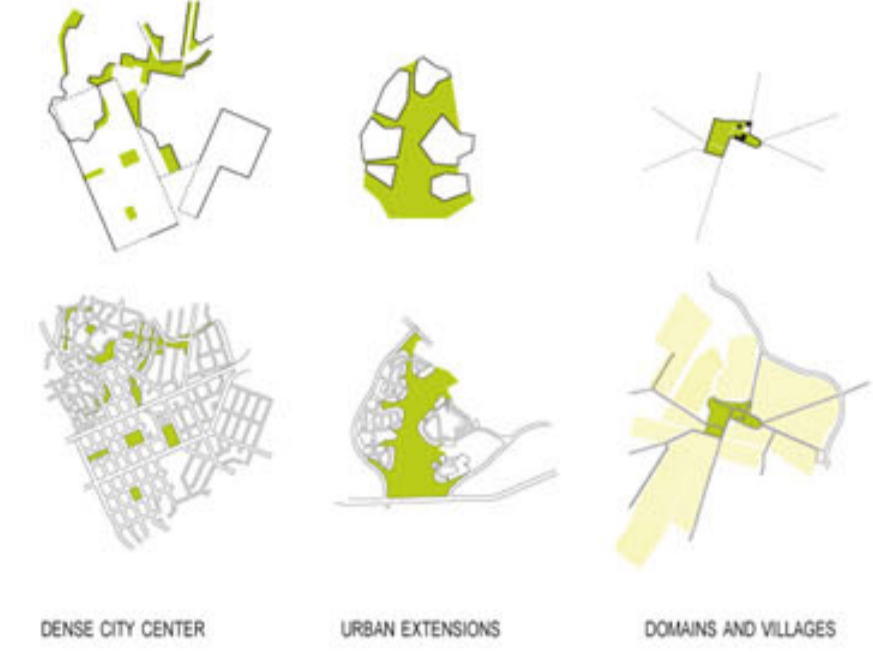 DENSE CITY CENTER
URBAN EXTENSIONS
DOMAINS AND VILLAGES